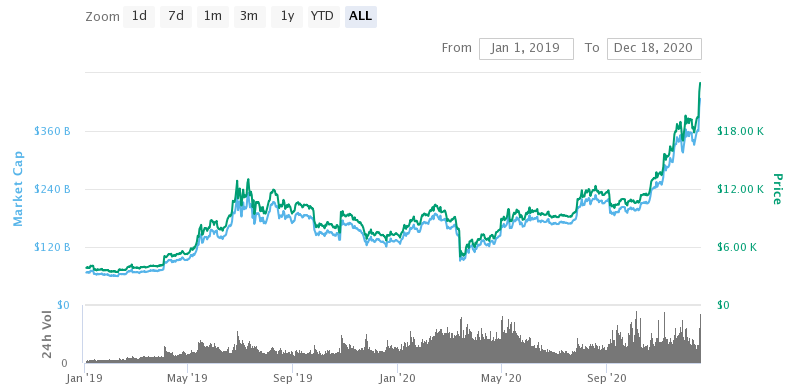 Zoom 1d 7d 1m 3m 1y YTD ALL
From Jan 1, 2019 To Dec 18, 2020
Market Cap
$360 B
$240 B
$120 B
$0
$18.00 K
$12.00 K
$6.00 K
$0
Price
24h Vol
0
Jan '19 May '19 Sep '19 Jan '20 May '20 Sep '20